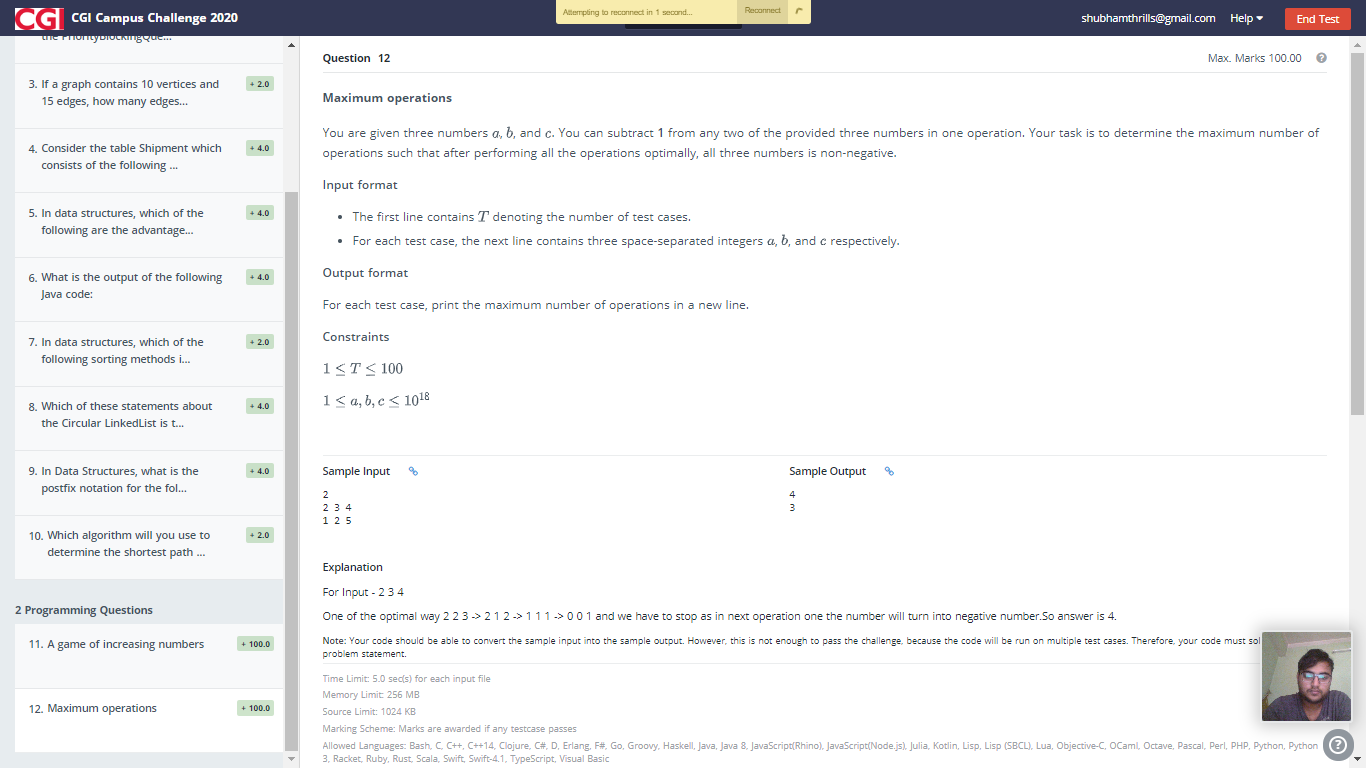 CGI CGI Campus Challenge 2020
Attempting to reconnect in 1 second... Reconnect
shubhamthrills@gmail.com Help End Test
the PriorityBlockingQue...
3. If a graph contains 10 vertices and + 2.0
15 edges, how many edges...
4. Consider the table Shipment which + 4.0
consists of the following ...
5. In data structures, which of the + 4.0
following are the advantage...
6. What is the output of the following + 4.0
Java code:
7. In data structures, which of the + 2.0
following sorting methods i...
8. Which of these statements about + 4.0
the Circular LinkedList is t...
9. In Data Structures, what is the + 4.0
postfix notation for the fol...
10. Which algorithm will you use to + 2.0
determine the shortest path ...
2 Programming Questions
11. A game of increasing numbers + 100.0
12. Maximum operations + 100.0
Question 12 Max. Marks 100.00
Maximum operations
You are given three numbers a, b, and c. You can subtract 1 from any two of the provided three numbers in one operation. Your task is to determine the maximum number of
operations such that after performing all the operations optimally, all three numbers is non-negative.
Input format
• The first line contains T denoting the number of test cases.
• For each test case, the next line contains three space-separated integers a, b, and c respectively.
Output format
For each test case, print the maximum number of operations in a new line.
Constraints
1 ≤ T ≤ 100
1 ≤ a, b, c ≤ 10¹⁸
Sample Input Sample Output
2 4
2 3 4 3
1 2 5
Explanation
For Input - 2 3 4
One of the optimal way 2 2 3 -> 2 1 2 -> 1 1 1 -> 0 0 1 and we have to stop as in next operation one the number will turn into negative number.So answer is 4.
Note: Your code should be able to convert the sample input into the sample output. However, this is not enough to pass the challenge, because the code will be run on multiple test cases. Therefore, your code must sol
problem statement.
Time Limit: 5.0 sec(s) for each input file
Memory Limit: 256 MB
Source Limit: 1024 KB
Marking Scheme: Marks are awarded if any testcase passes
Allowed Languages: Bash, C, C++, C++14, Clojure, C#, D, Erlang, F#, Go, Groovy, Haskell, Java, Java 8, JavaScript(Rhino), JavaScript(Node.js), Julia, Kotlin, Lisp, Lisp (SBCL), Lua, Objective-C, OCaml, Octave, Pascal, Perl, PHP, Python, Python
3, Racket, Ruby, Rust, Scala, Swift, Swift-4.1, TypeScript, Visual Basic